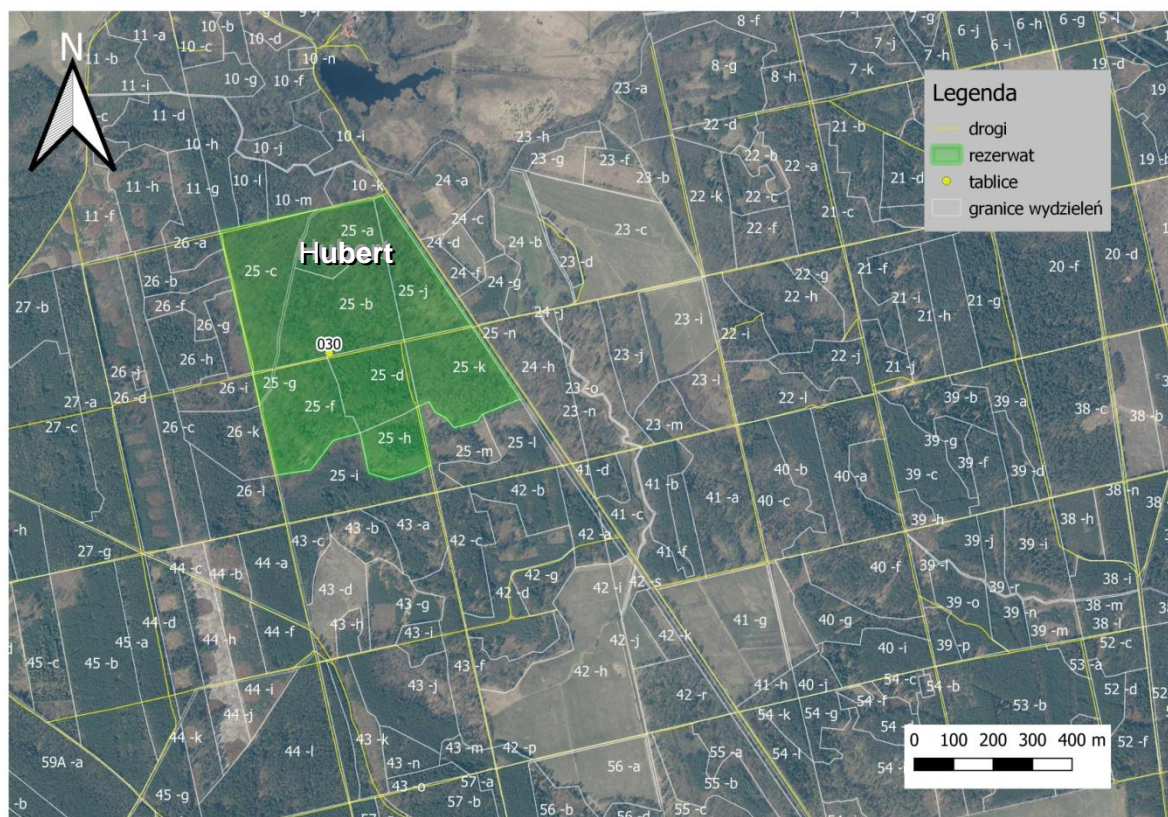 N
Legenda
drogi
rezerwat
tablice
granice wydzieleń
Hubert
030
0 100 200 300 400 m
11 -a
11 -b
10 -b
10 -c
10 -d
10 -n
11 -i
10 -g
10 -f
11 -d
10 -h
10 -j
10 -i
11 -h
11 -g
10 -l
10 -k
10 -m
11 -f
26 -a
25 -a
25 -c
25 -b
25 -j
24 -a
24 -c
24 -d
24 -b
24 -f
24 -g
23 -h
23 -g
23 -f
23 -b
23 -c
23 -d
23 -a
8 -f
8 -g
8 -h
7 -j
7 -k
7 -h
6 -j
6 -i
6 -f
6 -g
19 -d
22 -d
22 -b
22 -a
22 -c
22 -k
22 -f
21 -b
21 -d
21 -c
27 -b
26 -b
26 -f
26 -g
26 -h
26 -j
26 -d
26 -i
27 -a
27 -c
26 -c
26 -k
26 -l
25 -g
25 -f
25 -d
25 -k
25 -n
25 -h
25 -i
25 -m
25 -l
24 -j
24 -h
23 -j
23 -o
23 -n
23 -i
23 -l
23 -m
22 -g
22 -h
22 -i
22 -j
22 -l
21 -f
21 -i
21 -h
21 -g
21 -j
20 -f
20 -d
39 -b
39 -a
39 -g
39 -f
39 -c
39 -d
39 -h
38 -c
38 -b
38 -n
38 -h
41 -d
41 -b
41 -a
41 -c
41 -f
40 -b
40 -c
40 -a
42 -b
42 -a
42 -c
43 -a
43 -b
43 -c
27 -g
44 -c
44 -b
44 -a
43 -d
43 -g
43 -h
43 -i
42 -g
42 -d
42 -i
42 -s
42 -j
42 -k
42 -h
42 -r
41 -g
41 -h
40 -f
40 -g
40 -i
40 -j
39 -j
39 -i
39 -r
39 -o
39 -n
39 -m
39 -p
38 -i
38 -m
38 -l
52 -c
53 -a
52 -d
53 -b
52 -f
54 -c
54 -b
54 -f
54 -g
54 -k
54 -l
45 -c
45 -b
45 -a
44 -d
44 -h
44 -f
44 -i
44 -j
44 -k
44 -l
43 -f
43 -j
43 -k
43 -m
43 -n
43 -o
42 -p
59A -a
45 -g
57 -a
57 -b
56 -a
56 -b
56 -d
55 -a
55 -b
55 -c